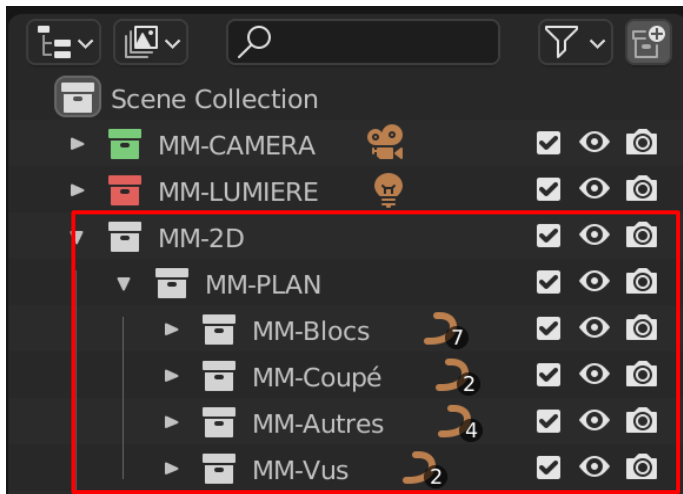 Scene Collection
MM-CAMERA
MM-LUMIERE
MM-2D
MM-PLAN
MM-Blocs 7
MM-Coupé 2
MM-Autres 4
MM-Vus 2